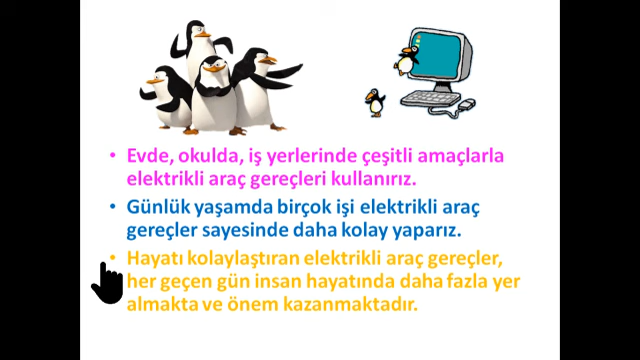 • Evde, okulda, iş yerlerinde çeşitli amaçlarla
elektrikli araç gereçleri kullanırız.
• Günlük yaşamda birçok işi elektrikli araç
gereçler sayesinde daha kolay yaparız.
• Hayatı kolaylaştıran elektrikli araç gereçler,
her geçen gün insan hayatında daha fazla yer
almakta ve önem kazanmaktadır.